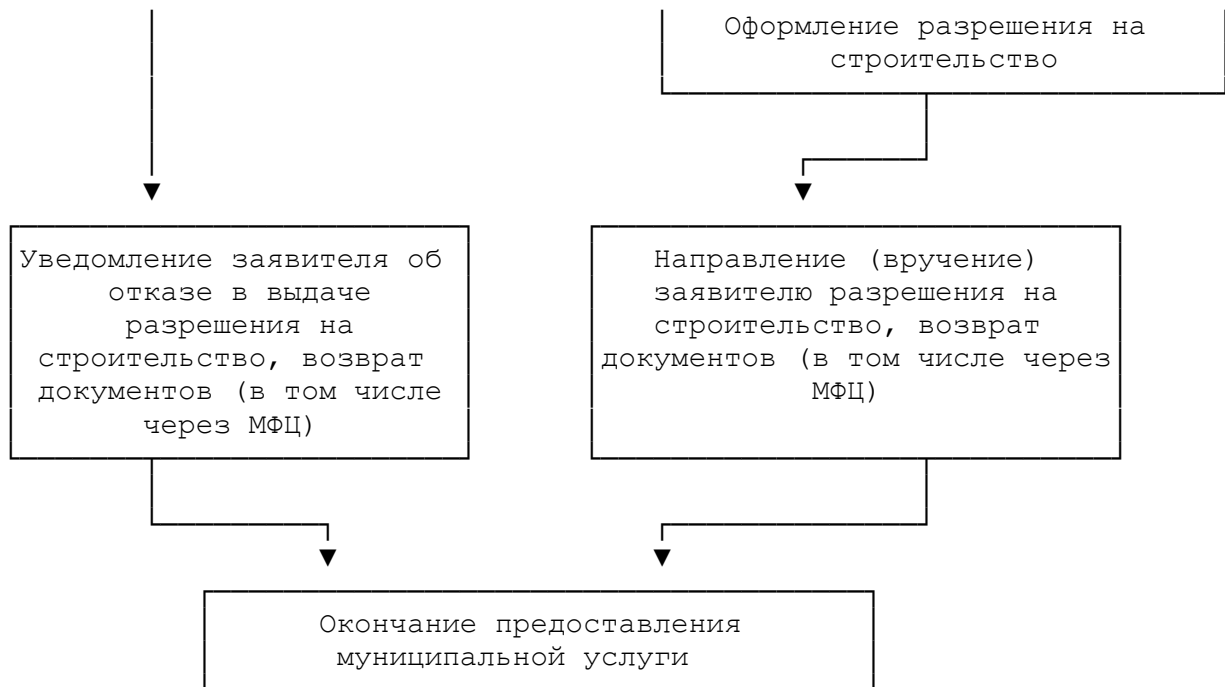 Оформление разрешения на
строительство
Уведомление заявителя об
отказе в выдаче
разрешения на
строительство, возврат
документов (в том числе
через МФЦ)
Направление (вручение)
заявителю разрешения на
строительство, возврат
документов (в том числе через
МФЦ)
Окончание предоставления
муниципальной услуги